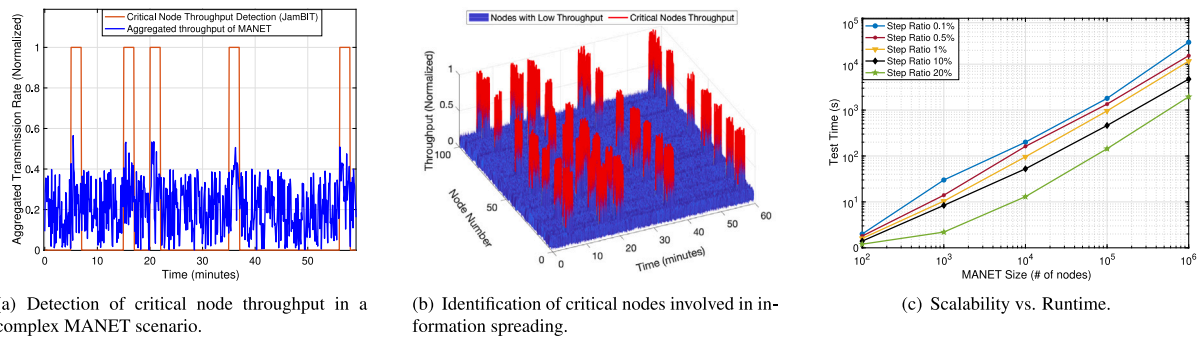 Critical Node Throughput Detection (JamBIT)
Aggregated throughput of MANET
Aggregated Transmission Rate (Normalized)
1
0.8
0.6
0.4
0.2
0
0 10 20 30 40 50
Time (minutes)
(a) Detection of critical node throughput in a
complex MANET scenario.
Nodes with Low Throughput
Critical Nodes Throughput
Throughput (Normalized)
1
0.5
0
100
50
0
Node Number
0 10 20 30 40 50 60
Time (minutes)
(b) Identification of critical nodes involved in in-
formation spreading.
Step Ratio 0.1%
Step Ratio 0.5%
Step Ratio 1%
Step Ratio 10%
Step Ratio 20%
Test Time (s)
10^5
10^4
10^3
10^2
10^1
0
10^2 10^3 10^4 10^5 10^6
MANET Size (# of nodes)
(c) Scalability vs. Runtime.